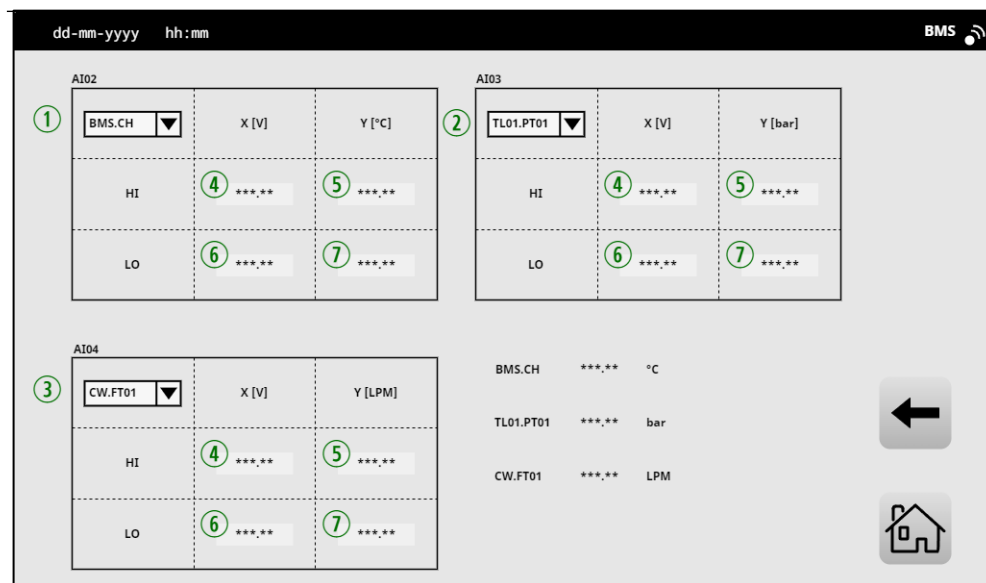 dd-mm-yyyy hh:mm BMS
AI02
① BMS.CH X [V] Y [°C]
HI ④ ***.** ⑤ ***.**
LO ⑥ ***.** ⑦ ***.**
AI03
② TL01.PT01 X [V] Y [bar]
HI ④ ***.** ⑤ ***.**
LO ⑥ ***.** ⑦ ***.**
AI04
③ CW.FT01 X [V] Y [LPM]
HI ④ ***.** ⑤ ***.**
LO ⑥ ***.** ⑦ ***.**
BMS.CH ***.** °C
TL01.PT01 ***.** bar
CW.FT01 ***.** LPM